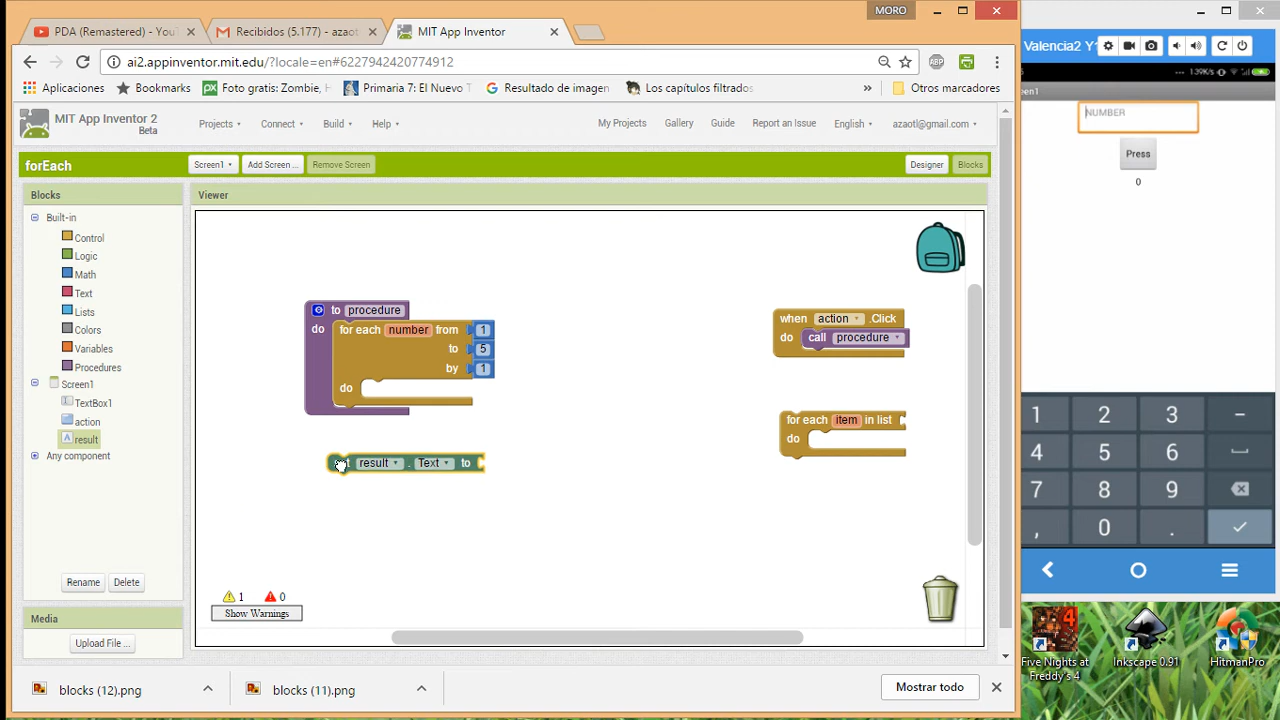 MORO
PDA (Remastered) - You
Recibidos (5.177) - azaot
MIT App Inventor
ai2.appinventor.mit.edu/?locale=en#6227942420774912
Aplicaciones
Bookmarks
Foto gratis: Zombie, H
Primaria 7: El Nuevo T
Resultado de imagen
Los capítulos filtrados
»
Otros marcadores
MIT App Inventor 2
Beta
Projects
Connect
Build
Help
My Projects
Gallery
Guide
Report an Issue
English
azaotl@gmail.com
forEach
Screen1
Add Screen ...
Remove Screen
Designer
Blocks
Blocks
Built-in
Control
Logic
Math
Text
Lists
Colors
Variables
Procedures
Screen1
TextBox1
action
A result
Any component
Rename
Delete
Media
Upload File ...
Viewer
to procedure
do for each number from 1
to 5
by 1
do
result . Text to
when action .Click
do call procedure
for each item in list
do
1 0
Show Warnings
blocks (12).png
blocks (11).png
Mostrar todo
Valencia2 Y
139K/s
NUMBER
Press
0
1 2 3 −
4 5 6
7 8 9
, 0 .
4
Five Nights at
Freddy's 4
Inkscape 0.91
HitmanPro